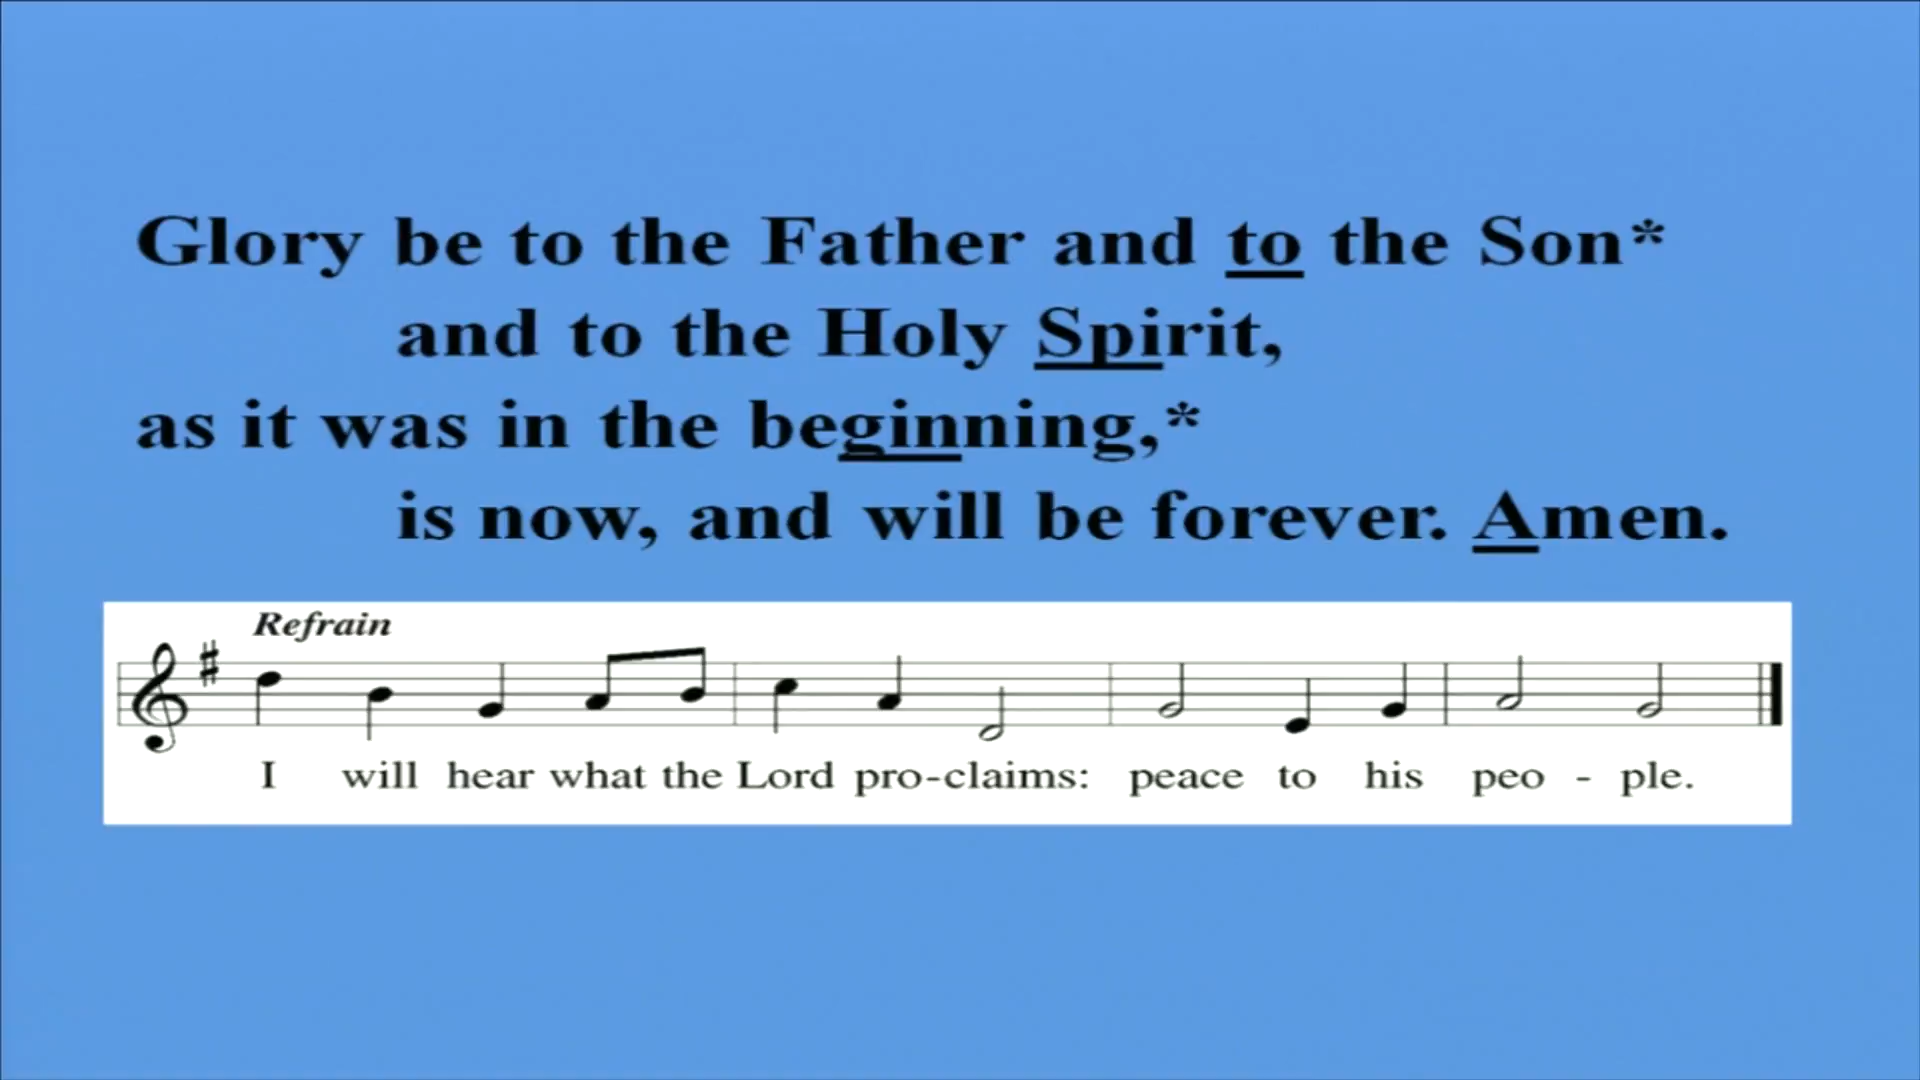 Glory be to the Father and to the Son*
and to the Holy Spirit,
as it was in the beginning,*
is now, and will be forever. Amen.
Refrain
I will hear what the Lord pro-claims: peace to his peo - ple.